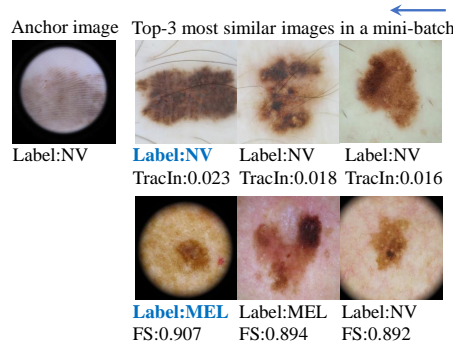 Anchor image Top-3 most similar images in a mini-batch
Label:NV Label:NV Label:NV Label:NV
TracIn:0.023 TracIn:0.018 TracIn:0.016
Label:MEL Label:MEL Label:NV
FS:0.907 FS:0.894 FS:0.892